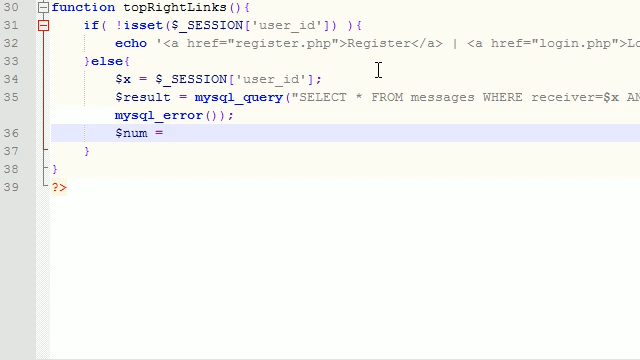 30 function topRightLinks(){
31 if( !isset($_SESSION['user_id']) ){
32 echo '<a href="register.php">Register</a> | <a href="login.php">Lo
33 }else{
34 $x = $_SESSION['user_id'];
35 $result = mysql_query("SELECT * FROM messages WHERE receiver=$x AN
mysql_error());
36 $num =
37 }
38 }
39 ?>